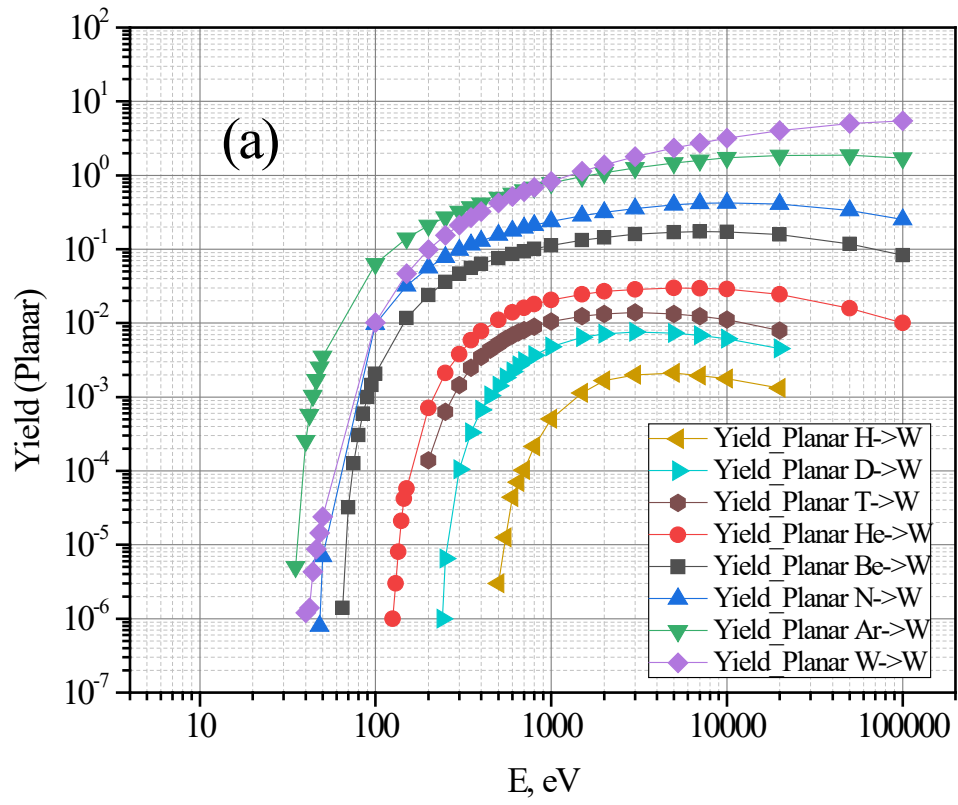 (a)
Yield (Planar)
10^2
10^1
10^0
10^-1
10^-2
10^-3
10^-4
10^-5
10^-6
10^-7
10 100 1000 10000 100000
E, eV
Yield_Planar H->W
Yield_Planar D->W
Yield_Planar T->W
Yield_Planar He->W
Yield_Planar Be->W
Yield_Planar N->W
Yield_Planar Ar->W
Yield_Planar W->W